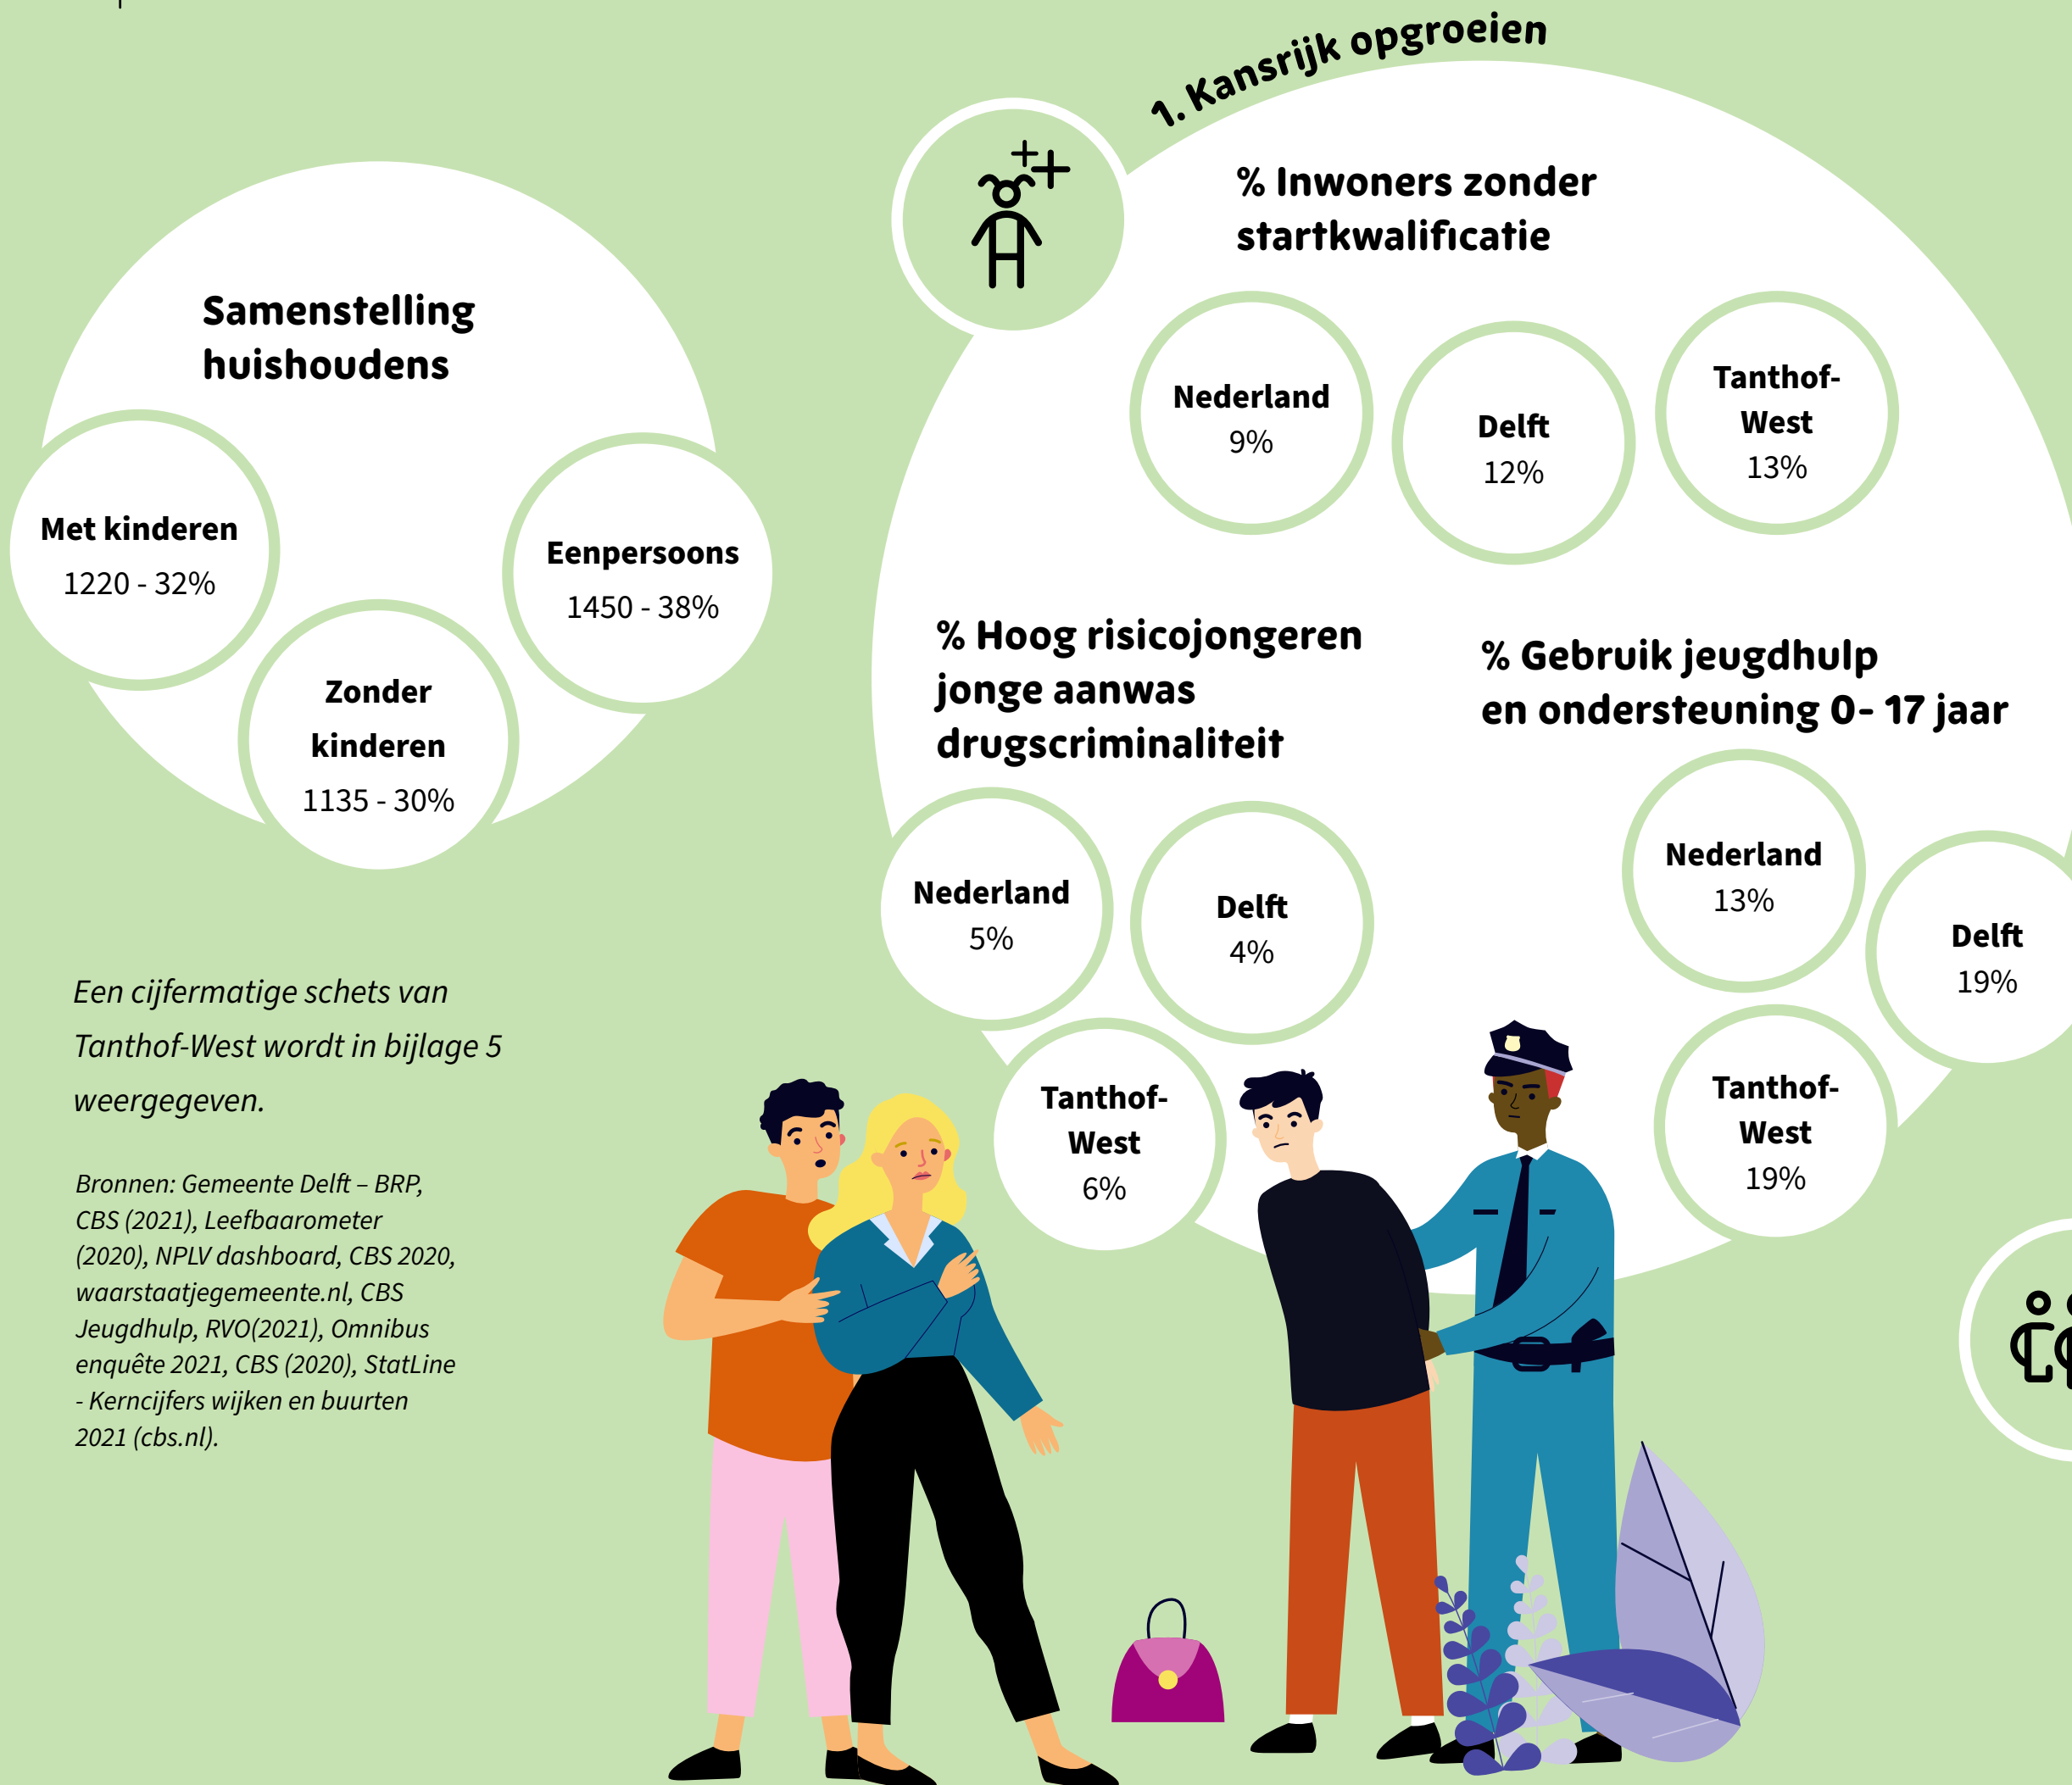 1. Kansrijk opgroeien
% Inwoners zonder
startkwalificatie
Nederland
9%
Delft
12%
Tanthof-
West
13%
Samenstelling
huishoudens
Met kinderen
1220 - 32%
Zonder
kinderen
1135 - 30%
Eenpersoons
1450 - 38%
% Hoog risicojongeren
jonge aanwas
drugscriminaliteit
Nederland
5%
Delft
4%
Tanthof-
West
6%
% Gebruik jeugdhulp
en ondersteuning 0- 17 jaar
Nederland
13%
Delft
19%
Tanthof-
West
19%
Een cijfermatige schets van
Tanthof-West wordt in bijlage 5
weergegeven.
Bronnen: Gemeente Delft – BRP,
CBS (2021), Leefbaarometer
(2020), NPLV dashboard, CBS 2020,
waarstaatjegemeente.nl, CBS
Jeugdhulp, RVO(2021), Omnibus
enquête 2021, CBS (2020), StatLine
- Kerncijfers wijken en buurten
2021 (cbs.nl).